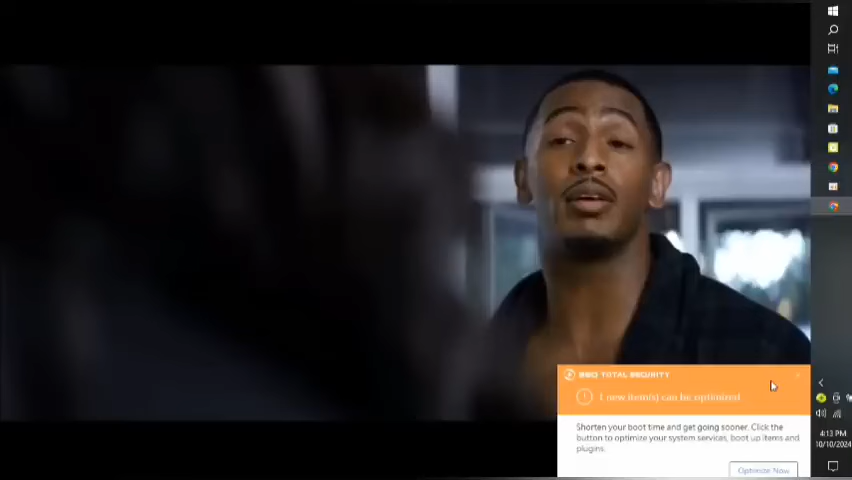 360 TOTAL SECURITY
1 new item(s) can be optimized
Shorten your boot time and get going sooner. Click the
button to optimize your system services, boot up items and
plugins.
Optimize Now
4:13 PM
10/10/2024